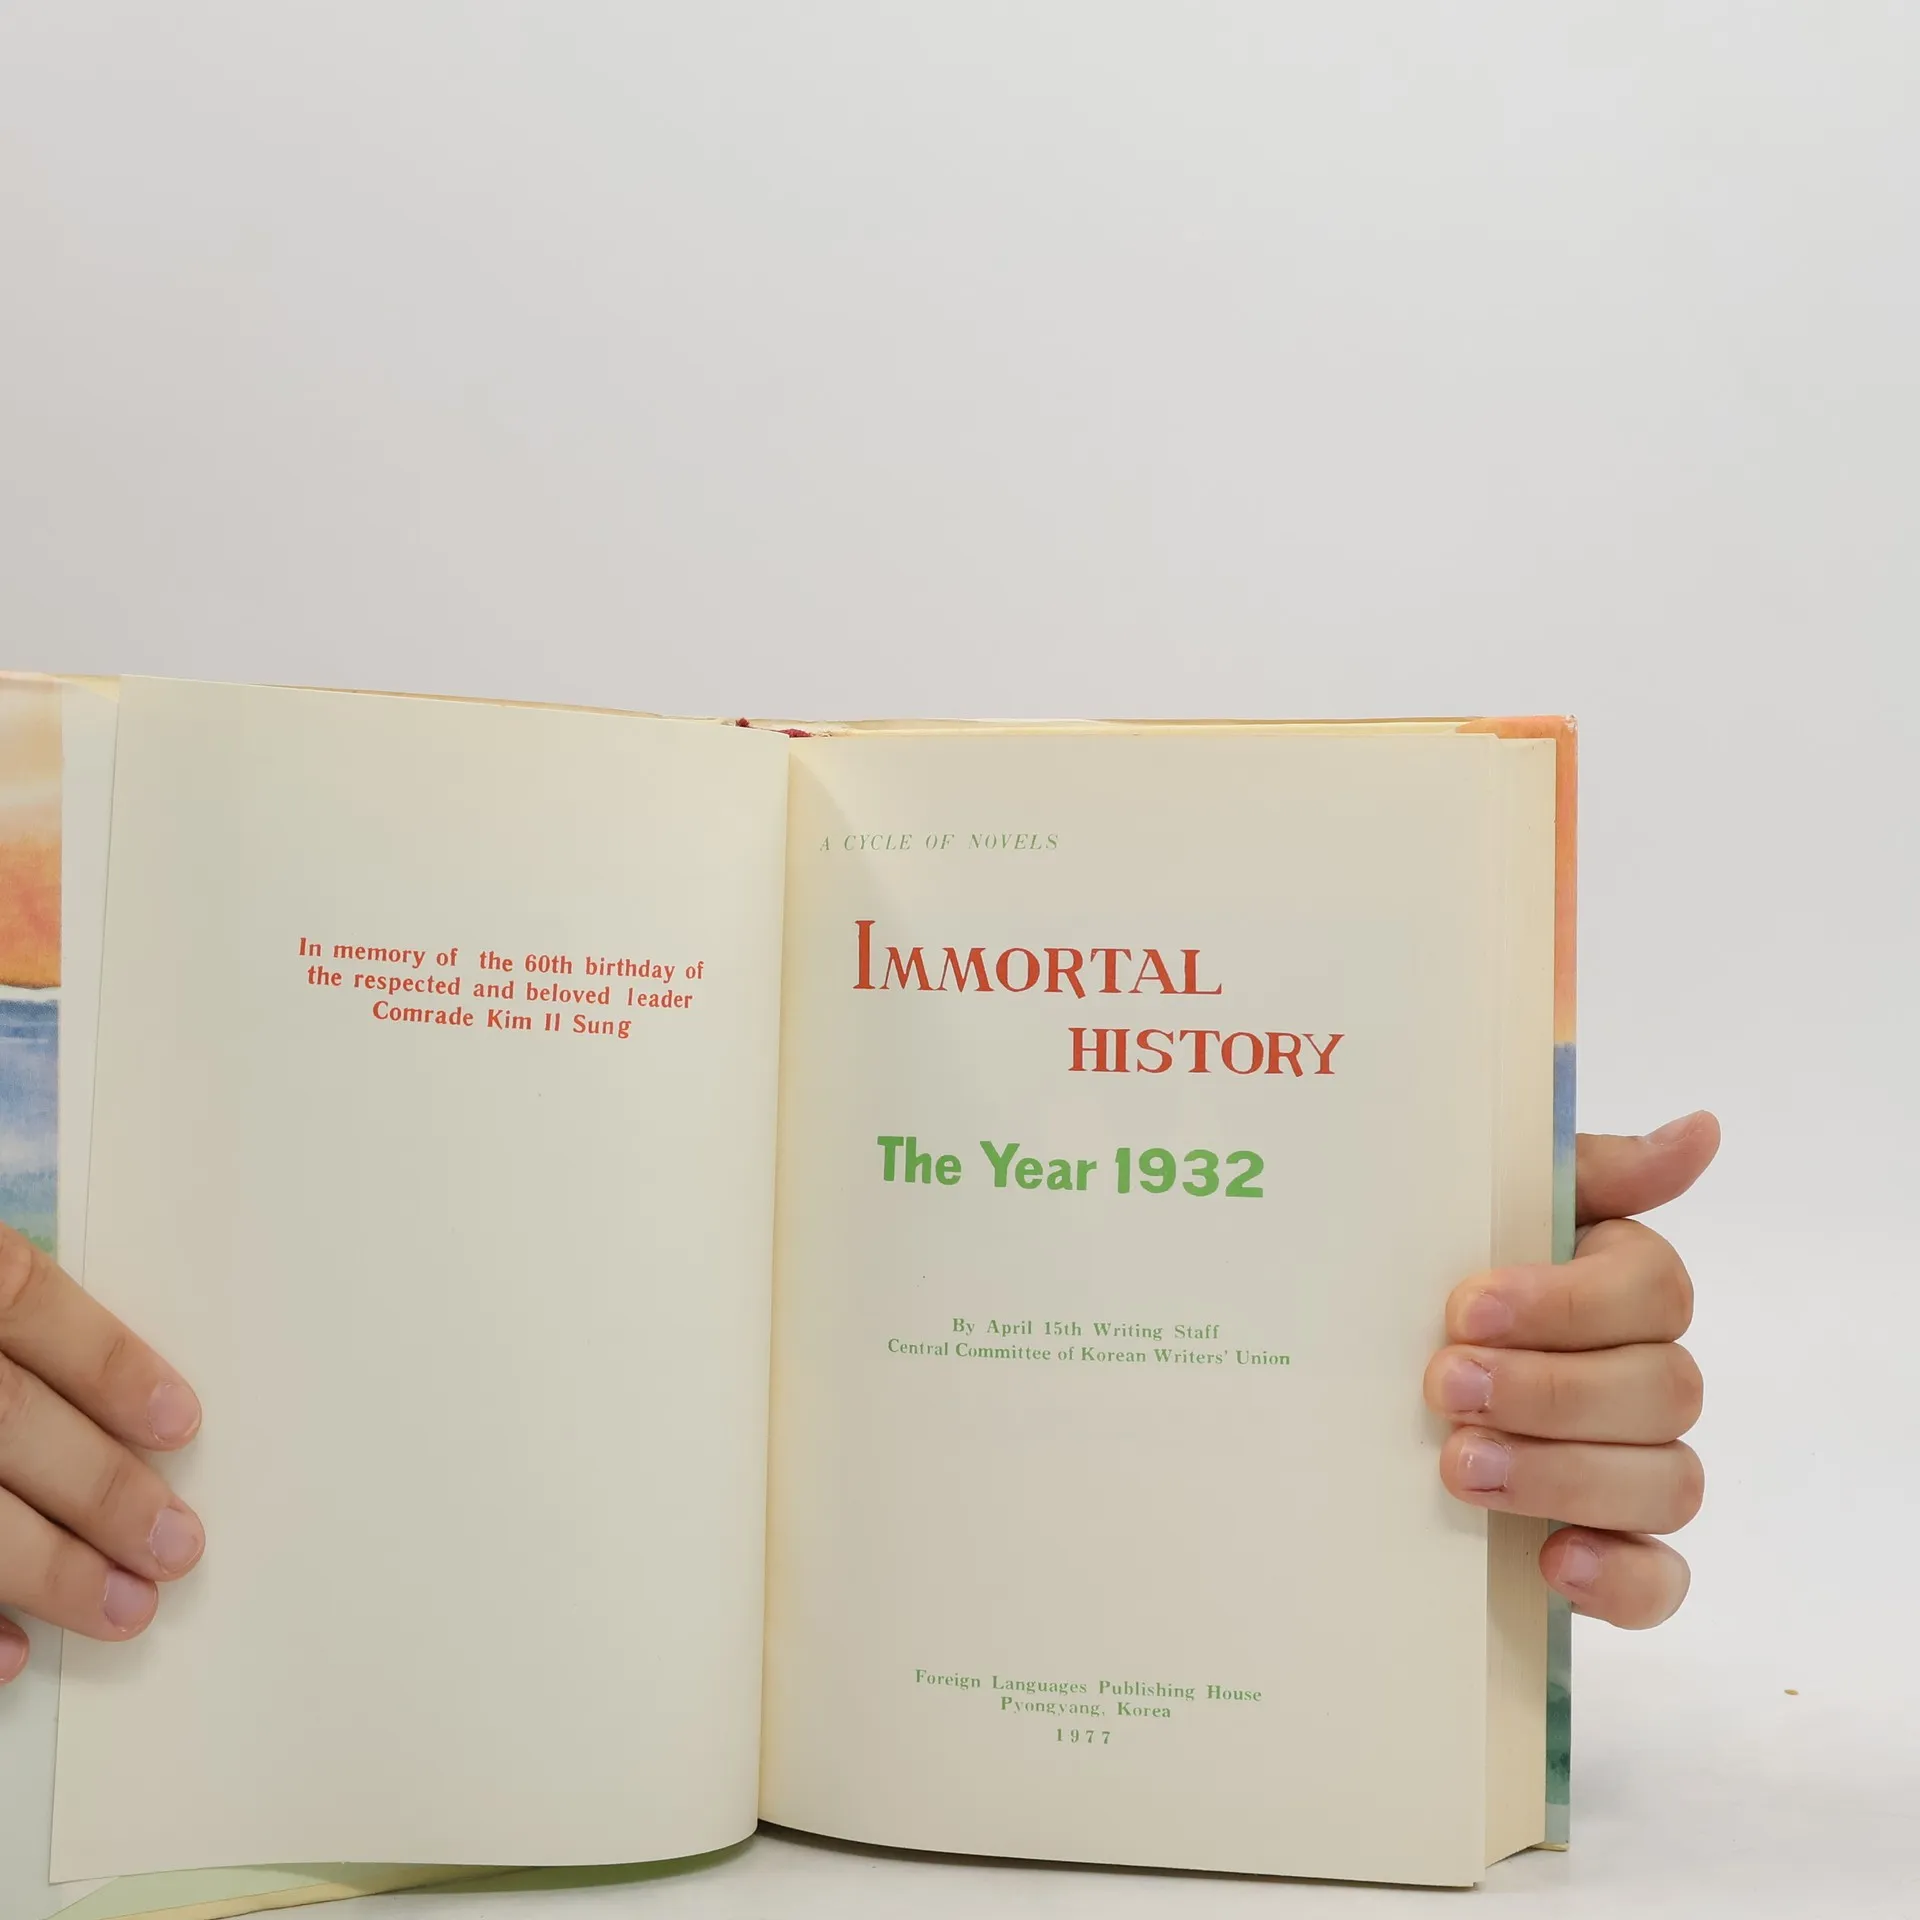 In memory of the 60th birthday of
the respected and beloved leader
Comrade Kim Il Sung
A CYCLE OF NOVELS
IMMORTAL
HISTORY
The Year 1932
By April 15th Writing Staff
Central Committee of Korean Writers' Union
Foreign Languages Publishing House
Pyongyang, Korea
1977